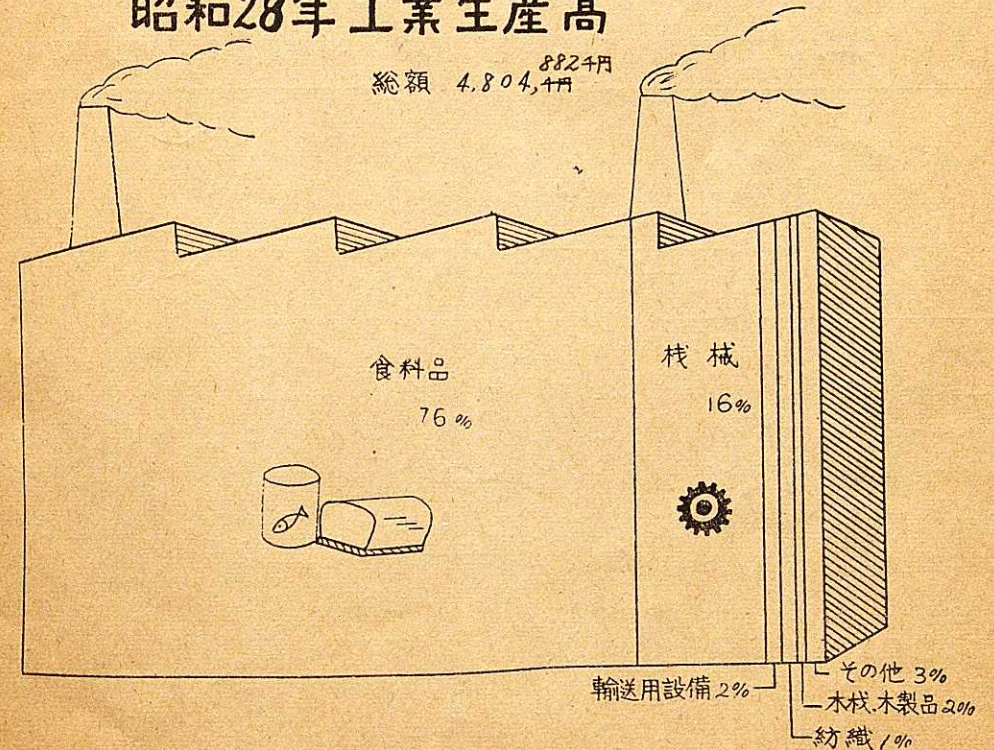 昭和28年工業生産高
882千円
総額 4,804,千円
食料品
76%
栈械
16%
輸送用設備2%
その他 3%
木材.木製品2%
紡織1%